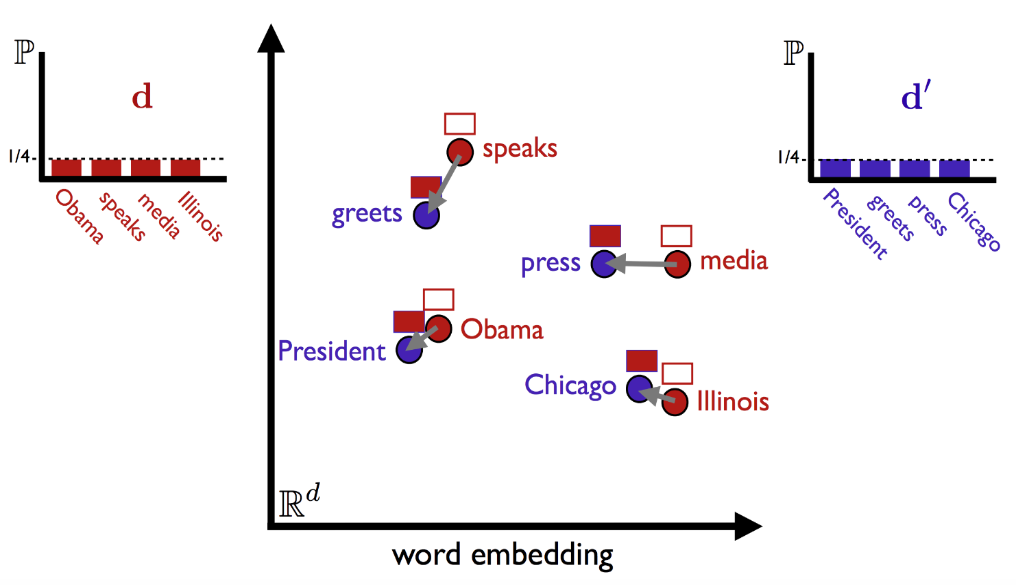 ℙ
d
1/4
Obama
speaks
media
Illinois
speaks
greets
press
media
Obama
President
Chicago
Illinois
ℝᵈ
word embedding
ℙ
d′
1/4
President
greets
press
Chicago